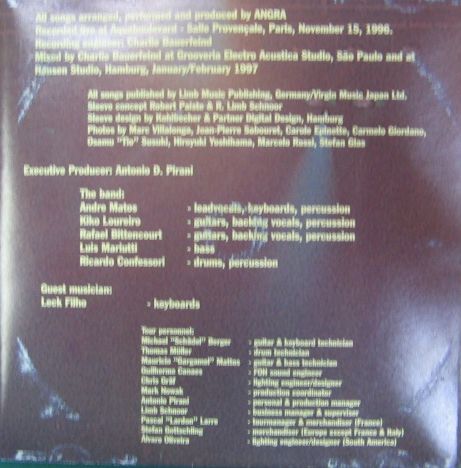 All songs arranged, performed and produced by ANGRA
Recorded live at Aquaboulevard - Salle Provençale, Paris, November 15, 1996.
Recording engineer: Charlie Bauerfeind
Mixed by Charlie Bauerfeind at Grooveria Electro Acustica Studio, São Paulo and at
Hansen Studio, Hamburg, January/February 1997
All songs published by Limb Music Publishing, Germany/Virgin Music Japan Ltd.
Sleeve concept Robert Palsto & R. Limb Schnoor
Sleeve design by & Partner Digital Design, Hamburg
Photos by Marc Villalonga, Jean-Pierre Sabouret, Carole Epinette, Carmelo Giordano,
Osamu "Tio" Suzuki, Hiroyuki Yoshihama, Marcelo Rossi, Stefan Glas
Executive Producer: Antonio D. Pirani
The band:
Andre Matos > leadvocals, keyboards, percussion
Kiko Loureiro > guitars, backing vocals, percussion
Rafael Bittencourt > guitars, backing vocals, percussion
Luis Mariutti > bass
Ricardo Confessori > drums, percussion
Guest musician:
Leck Filho > keyboards
Tour personnel:
Michael "Schädel" Berger > guitar & keyboard technician
Thomas Müller > drum technician
Mauricio "Gargamel" Mattos > guitar & bass technician
Guilherme Canaes > FOH sound engineer
Chris Gräf > lighting engineer/designer
Mark Nowak > production coordinator
Antonio Pirani > personal & production manager
Limb Schnoor > business manager & supervisor
Pascal "Lardon" Larre > tourmanager & merchandiser (France)
Stefan Gottschling > merchandiser (Europe except France & Italy)
Alvaro Oliveira > lighting engineer/designer (South America)